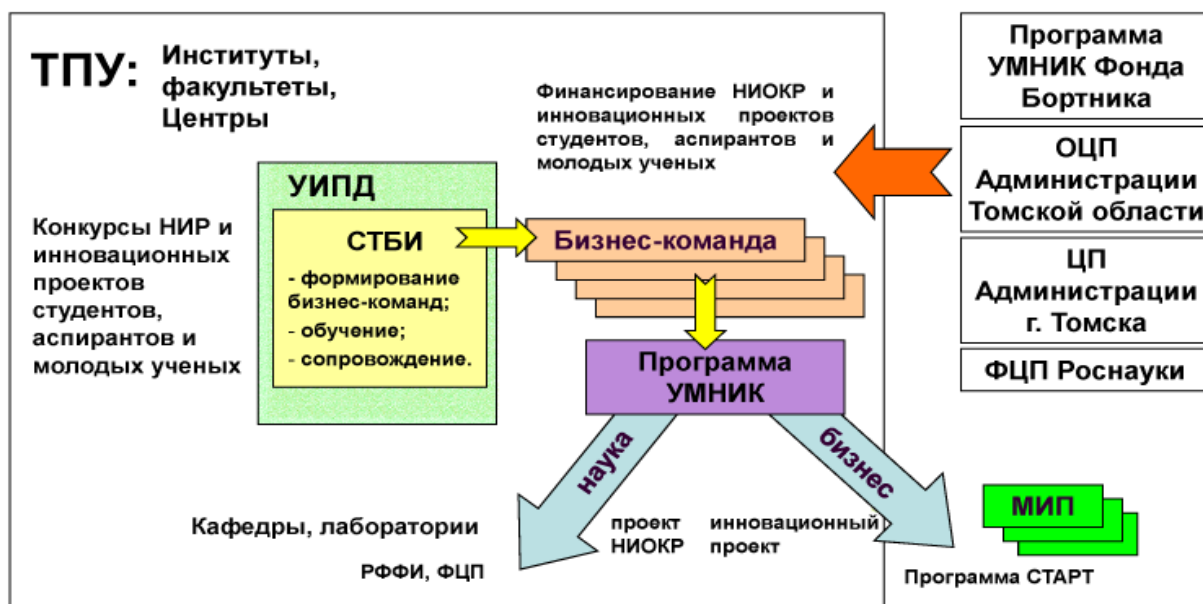 ТПУ:
Институты,
факультеты,
Центры
Финансирование НИОКР и
инновационных проектов
студентов, аспирантов и
молодых ученых
Программа
УМНИК Фонда
Бортника
ОЦП
Администрации
Томской области
ЦП
Администрации
г. Томска
ФЦП Роснауки
Конкурсы НИР и
инновационных
проектов
студентов,
аспирантов и
молодых ученых
УИПД
СТБИ
- формирование
бизнес-команд;
- обучение;
- сопровождение.
Бизнес-команда
Программа
УМНИК
наука
бизнес
Кафедры, лаборатории
РФФИ, ФЦП
проект
НИОКР
инновационный
проект
МИП
Программа СТАРТ